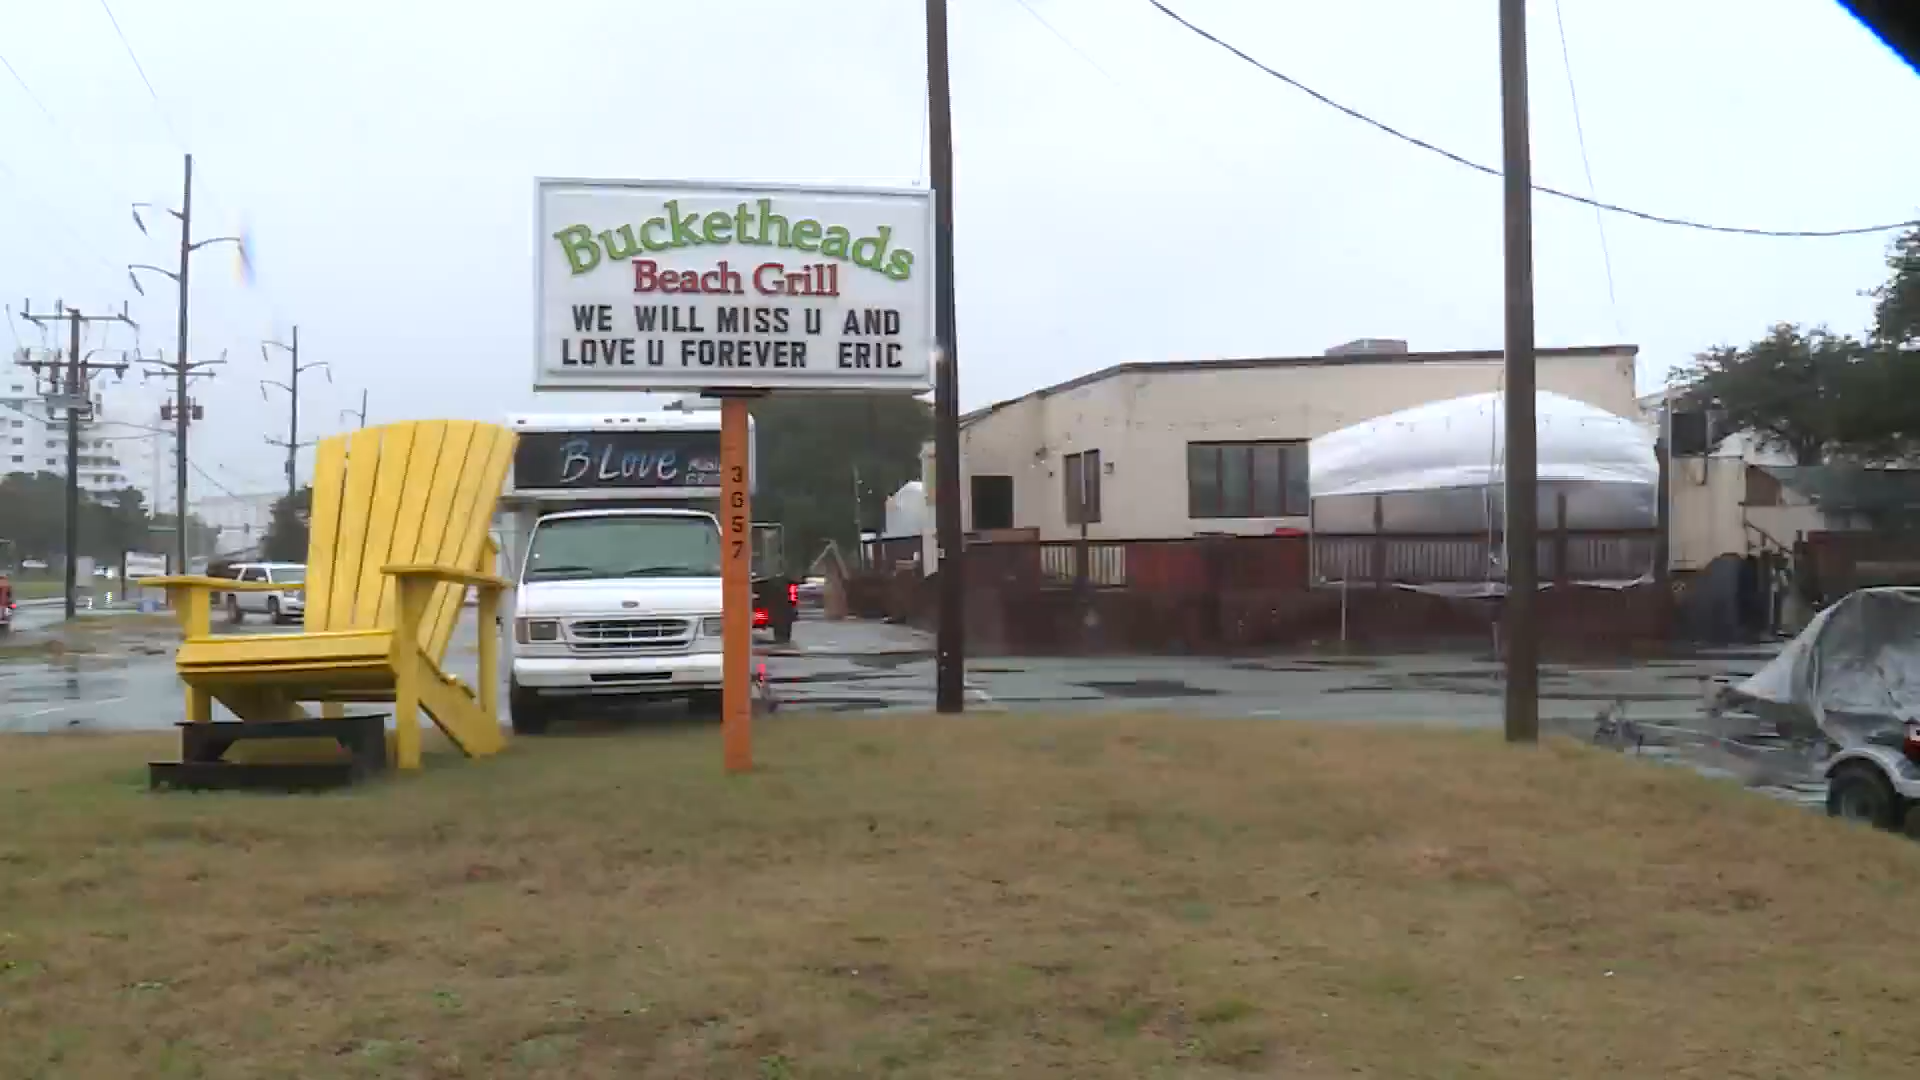 Bucketheads
Beach Grill
WE WILL MISS U AND
LOVE U FOREVER ERIC
B-Love
3657